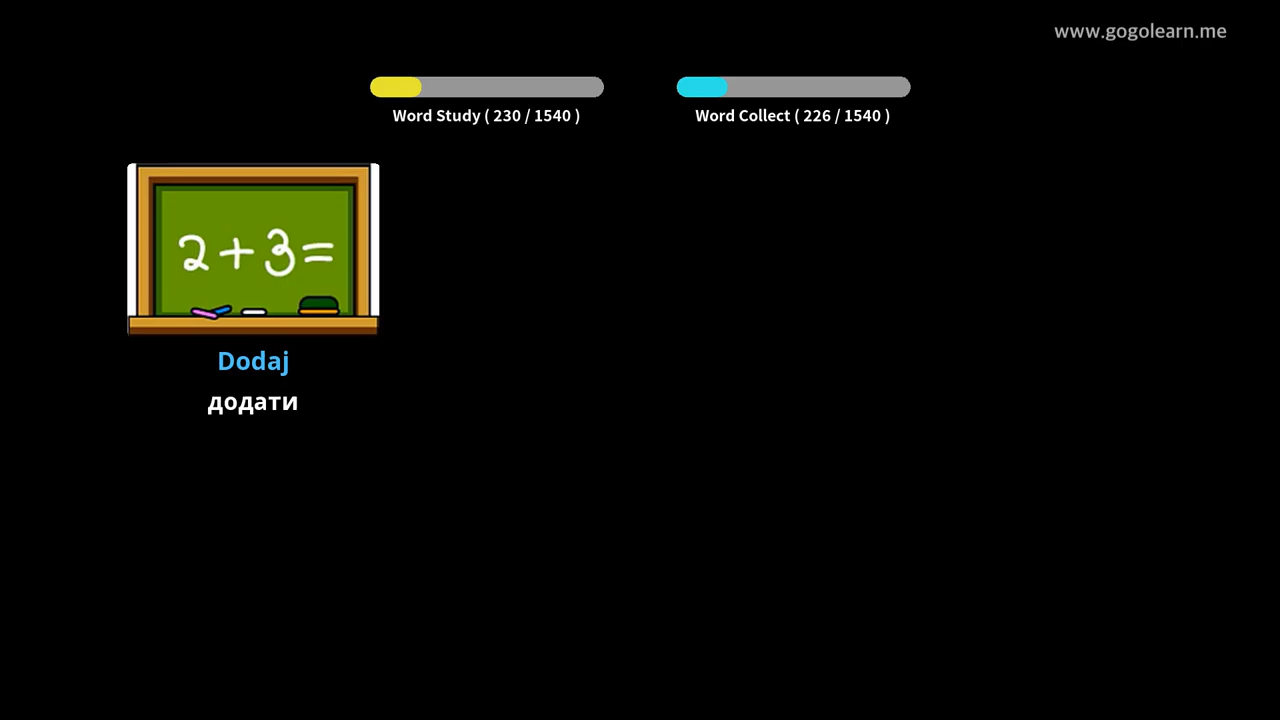 www.gogolearn.me
Word Study ( 230 / 1540 )
Word Collect ( 226 / 1540 )
2+3=
Dodaj
додати